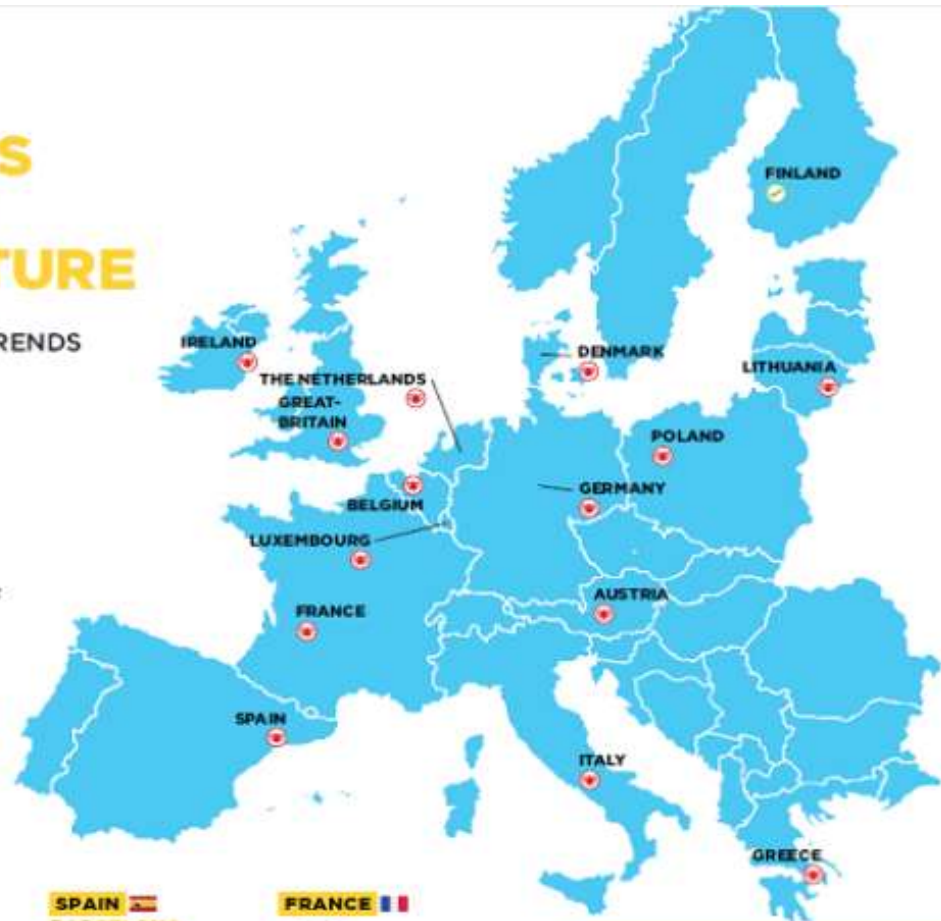 S
TURE
RENDS
FINLAND
IRELAND
DENMARK
THE NETHERLANDS
LITHUANIA
GREAT-
BRITAIN
POLAND
GERMANY
BELGIUM
LUXEMBOURG
AUSTRIA
FRANCE
SPAIN
ITALY
GREECE
SPAIN
FRANCE